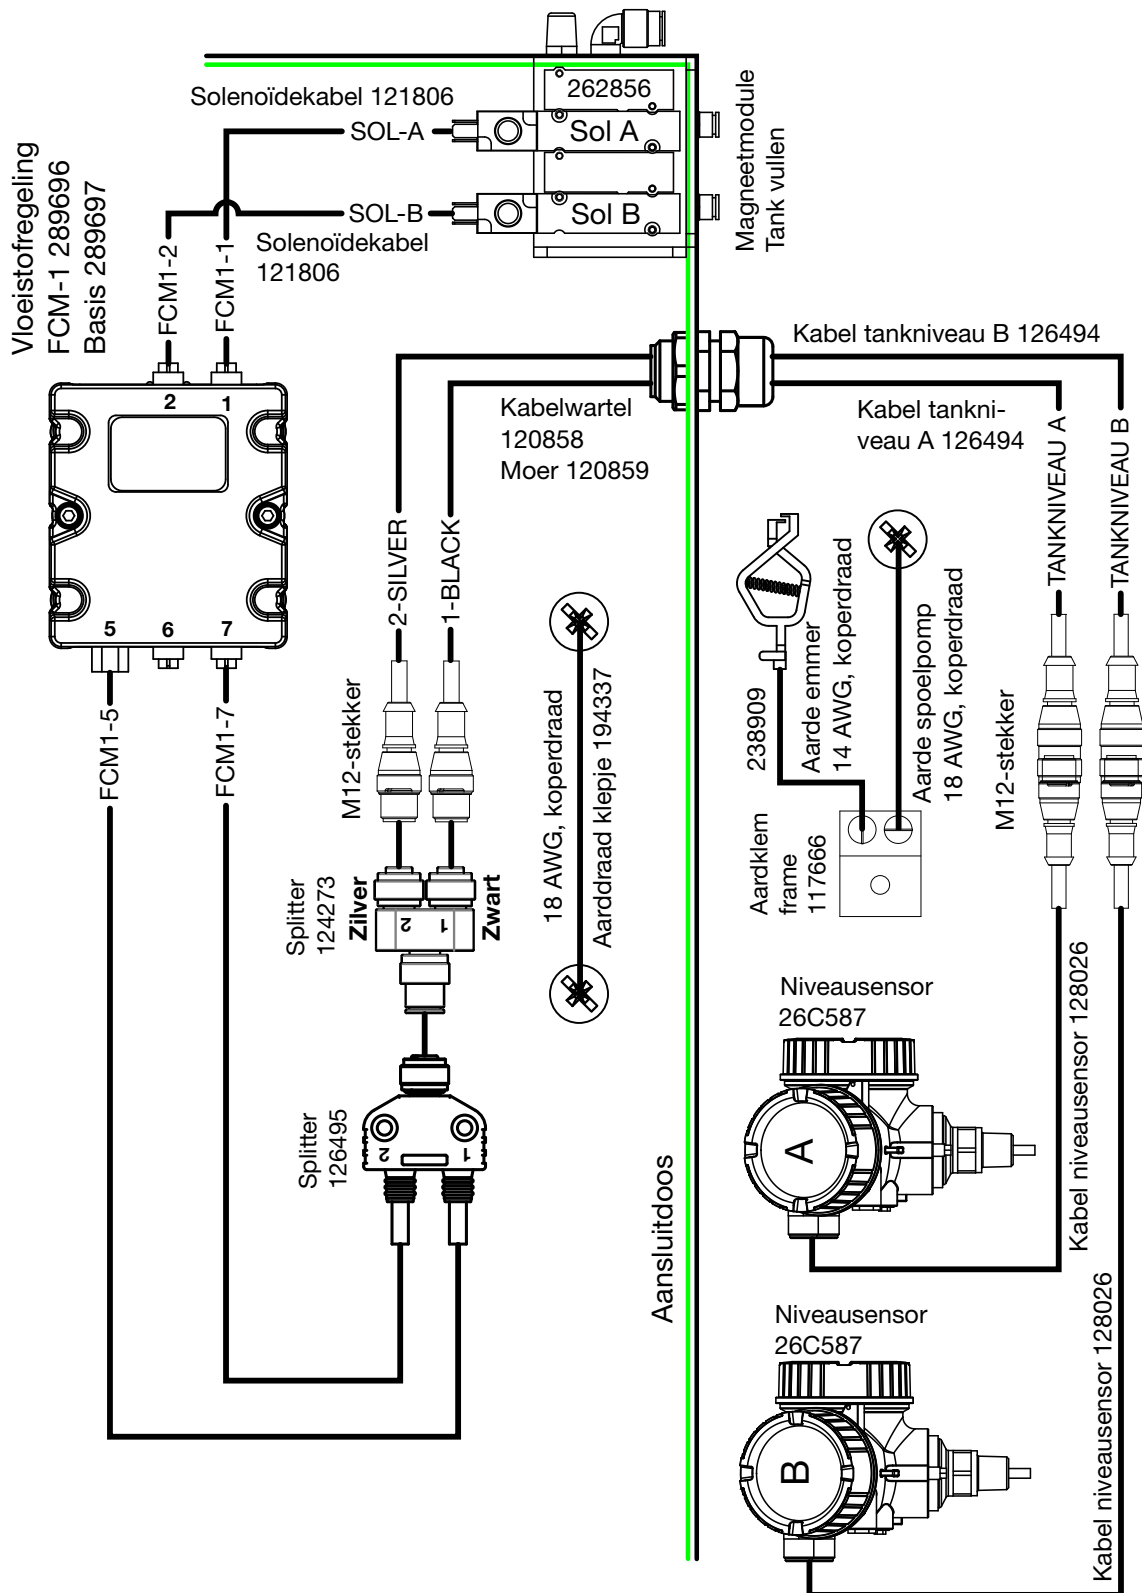 262856
Solenoïdekabel 121806
SOL-A
Sol A
SOL-B
Sol B
Solenoïdekabel
121806
Magneetmodule
Tank vullen
Vloeistofregeling
FCM-1 289696
Basis 289697
FCM1-2
FCM1-1
2
1
5
6
7
FCM1-5
FCM1-7
Kabel tankniveau B 126494
Kabel tankni-
veau A 126494
Kabelwartel
120858
Moer 120859
2-SILVER
1-BLACK
M12-stekker
Splitter
124273
Zilver
Zwart
2
1
Splitter
126495
2
1
18 AWG, koperdraad
Aarddraad klepje 194337
238909
Aarde emmer
14 AWG, koperdraad
Aarde spoelpomp
18 AWG, koperdraad
Aardklem
frame
117666
TANKNIVEAU A
TANKNIVEAU B
M12-stekker
Aansluitdoos
Niveausensor
26C587
A
Kabel niveausensor 128026
Niveausensor
26C587
B
Kabel niveausensor 128026